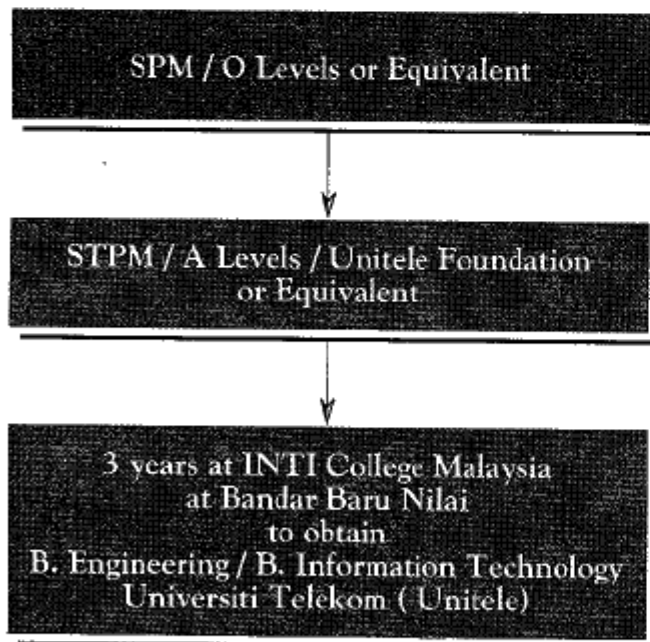 SPM / O Levels or Equivalent
STPM / A Levels / Unitele Foundation
or Equivalent
3 years at INTI College Malaysia
at Bandar Baru Nilai
to obtain
B. Engineering / B. Information Technology
Universiti Telekom ( Unitele)